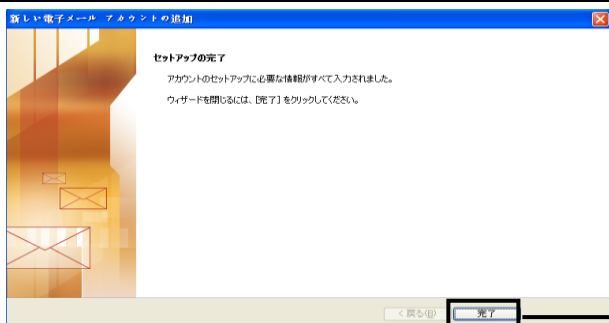 新しい電子メール アカウントの追加
セットアップの完了
アカウントのセットアップに必要な情報がすべて入力されました。
ウィザードを閉じるには、[完了] をクリックしてください。
< 戻る(B)
完了